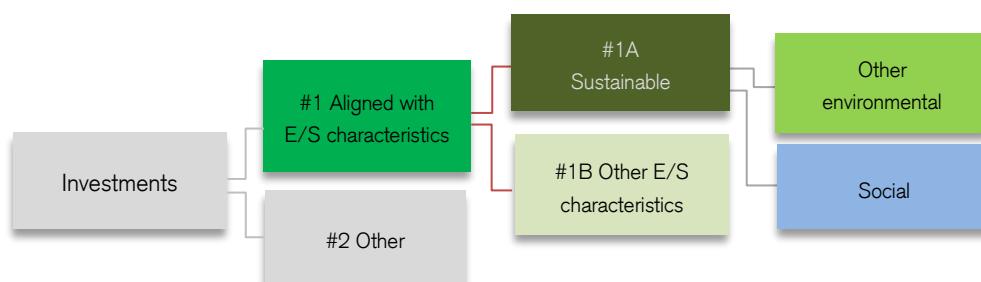 Investments
#1 Aligned with
E/S characteristics
#2 Other
#1A
Sustainable
#1B Other E/S
characteristics
Other
environmental
Social